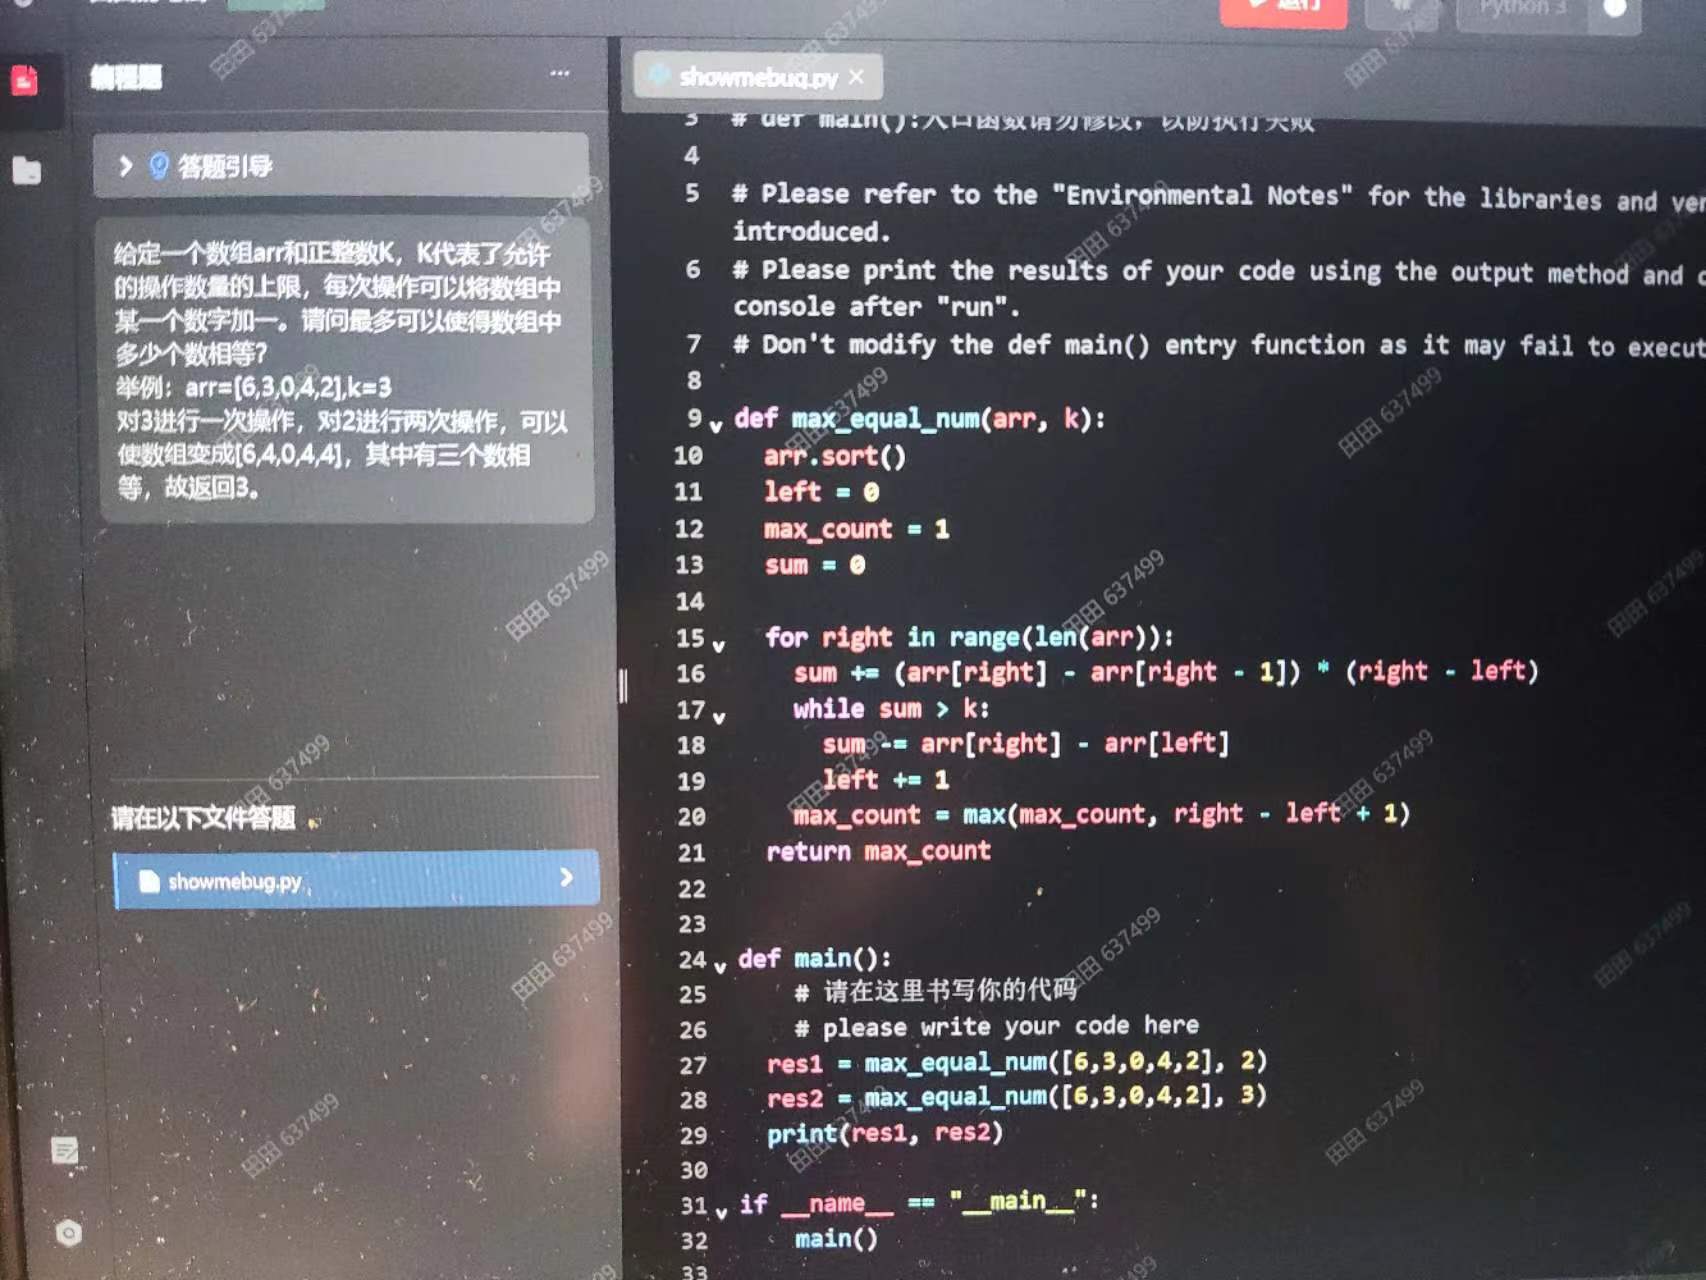 运行
Python 3
编程题
...
showmebug.py ×
答题引导
给定一个数组arr和正整数K，K代表了允许
的操作数量的上限，每次操作可以将数组中
某一个数字加一。请问最多可以使得数组中
多少个数相等？
举例：arr=[6,3,0,4,2],k=3
对3进行一次操作，对2进行两次操作，可以
使数组变成[6,4,0,4,4]，其中有三个数相
等，故返回3。
请在以下文件答题
showmebug.py
3 # def main():入口函数请勿修改，以防执行失败
4
5 # Please refer to the "Environmental Notes" for the libraries and
introduced.
6 # Please print the results of your code using the output method and
console after "run".
7 # Don't modify the def main() entry function as it may fail to
8
9 def max_equal_num(arr, k):
10 arr.sort()
11 left = 0
12 max_count = 1
13 sum = 0
14
15 for right in range(len(arr)):
16 sum += (arr[right] - arr[right - 1]) * (right - left)
17 while sum > k:
18 sum -= arr[right] - arr[left]
19 left += 1
20 max_count = max(max_count, right - left + 1)
21 return max_count
22
23
24 def main():
25 # 请在这里书写你的代码
26 # please write your code here
27 res1 = max_equal_num([6,3,0,4,2], 2)
28 res2 = max_equal_num([6,3,0,4,2], 3)
29 print(res1, res2)
30
31 if __name__ == "__main__":
32 main()
33
田田 637499